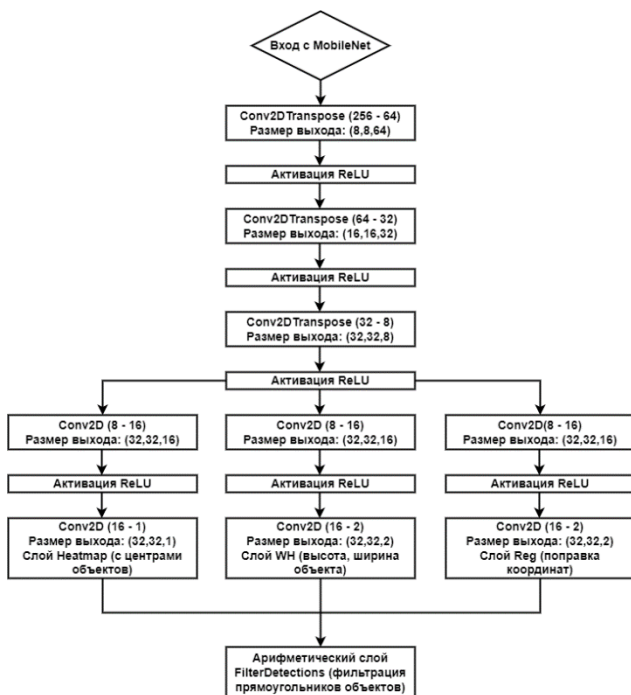 Вход с MobileNet
Conv2DTranspose (256 - 64)
Размер выхода: (8,8,64)
Активация ReLU
Conv2DTranspose (64 - 32)
Размер выхода: (16,16,32)
Активация ReLU
Conv2DTranspose (32 - 8)
Размер выхода: (32,32,8)
Активация ReLU
Conv2D (8 - 16)
Размер выхода: (32,32,16)
Активация ReLU
Conv2D (16 - 1)
Размер выхода: (32,32,1)
Слой Heatmap (с центрами
объектов)
Conv2D (8 - 16)
Размер выхода: (32,32,16)
Активация ReLU
Conv2D (16 - 2)
Размер выхода: (32,32,2)
Слой WH (высота, ширина
объекта)
Conv2D(8 - 16)
Размер выхода: (32,32,16)
Активация ReLU
Conv2D (16 - 2)
Размер выхода: (32,32,2)
Слой Reg (поправка
координат)
Арифметический слой
FilterDetections (фильтрация
прямоугольников объектов)